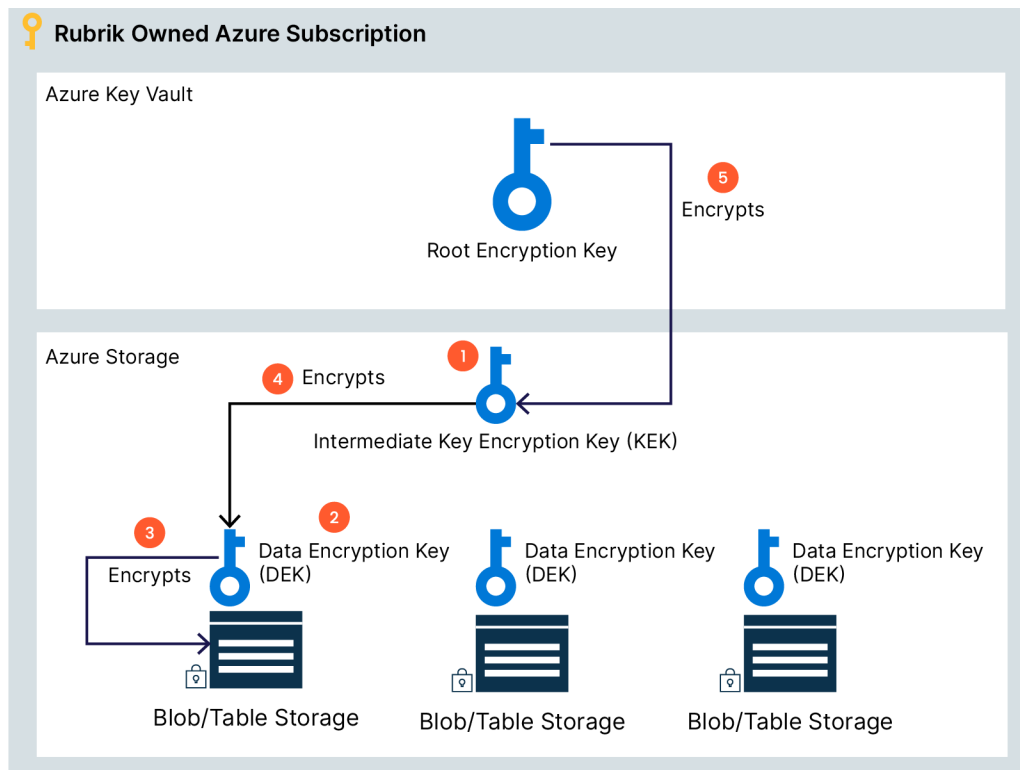 Rubrik Owned Azure Subscription
Azure Key Vault
5
Encrypts
Root Encryption Key
Azure Storage
1
4 Encrypts
Intermediate Key Encryption Key (KEK)
2
3
Data Encryption Key
(DEK)
Encrypts
Data Encryption Key
(DEK)
Data Encryption Key
(DEK)
Blob/Table Storage
Blob/Table Storage
Blob/Table Storage